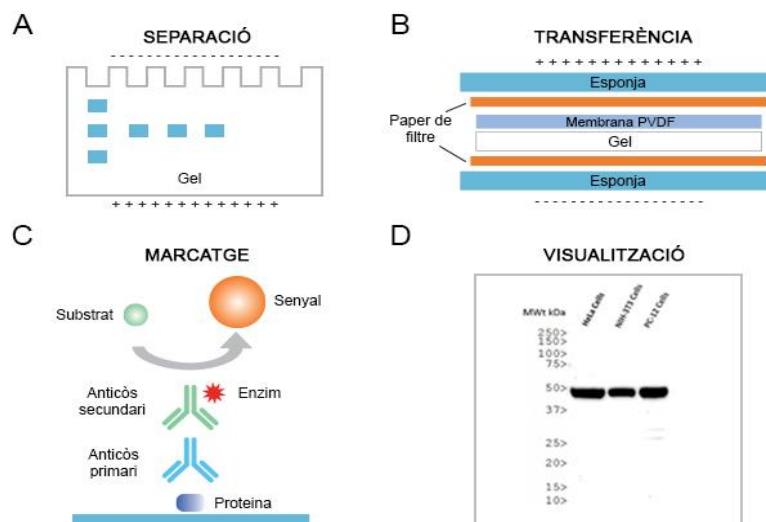 A
SEPARACIÓ
- - - - - - - - - - - - - - - - - -
Gel
+ + + + + + + + + + + + +
B
TRANSFERÈNCIA
+ + + + + + + + + + + + +
Esponja
Paper de
filtre
Membrana PVDF
Gel
Esponja
- - - - - - - - - - - - - - - - - -
C
MARCATGE
Substrat
Senyal
Anticòs
secundari
Enzim
Anticòs
primari
Proteina
D
VISUALITZACIÓ
MWt kDa
HeLa Cells
NIH-3T3 Cells
PC-12 Cells
250>
150>
100>
75>
50>
37>
25>
20>
15>
10>